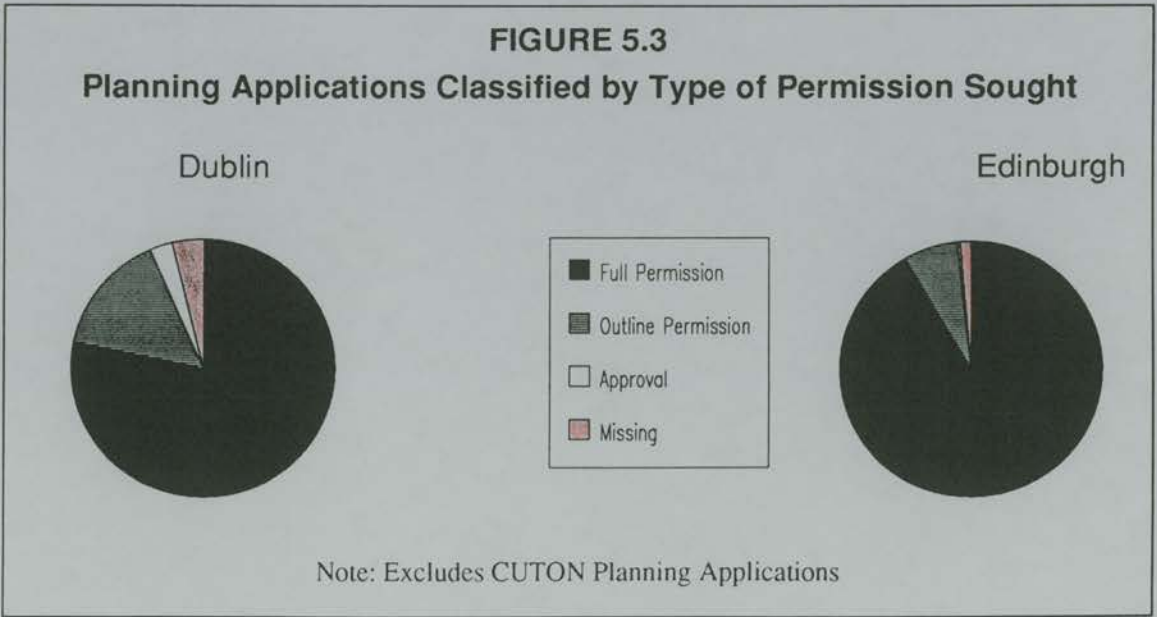 FIGURE 5.3
Planning Applications Classified by Type of Permission Sought
Dublin
Edinburgh
Full Permission
Outline Permission
Approval
Missing
Note: Excludes CUTON Planning Applications